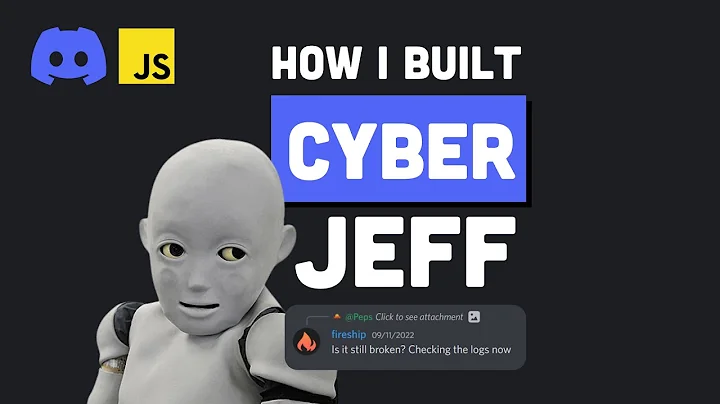 JS
HOW I BUILT
CYBER
JEFF
@Peps Click to see attachment
fireship 09/11/2022
Is it still broken? Checking the logs now